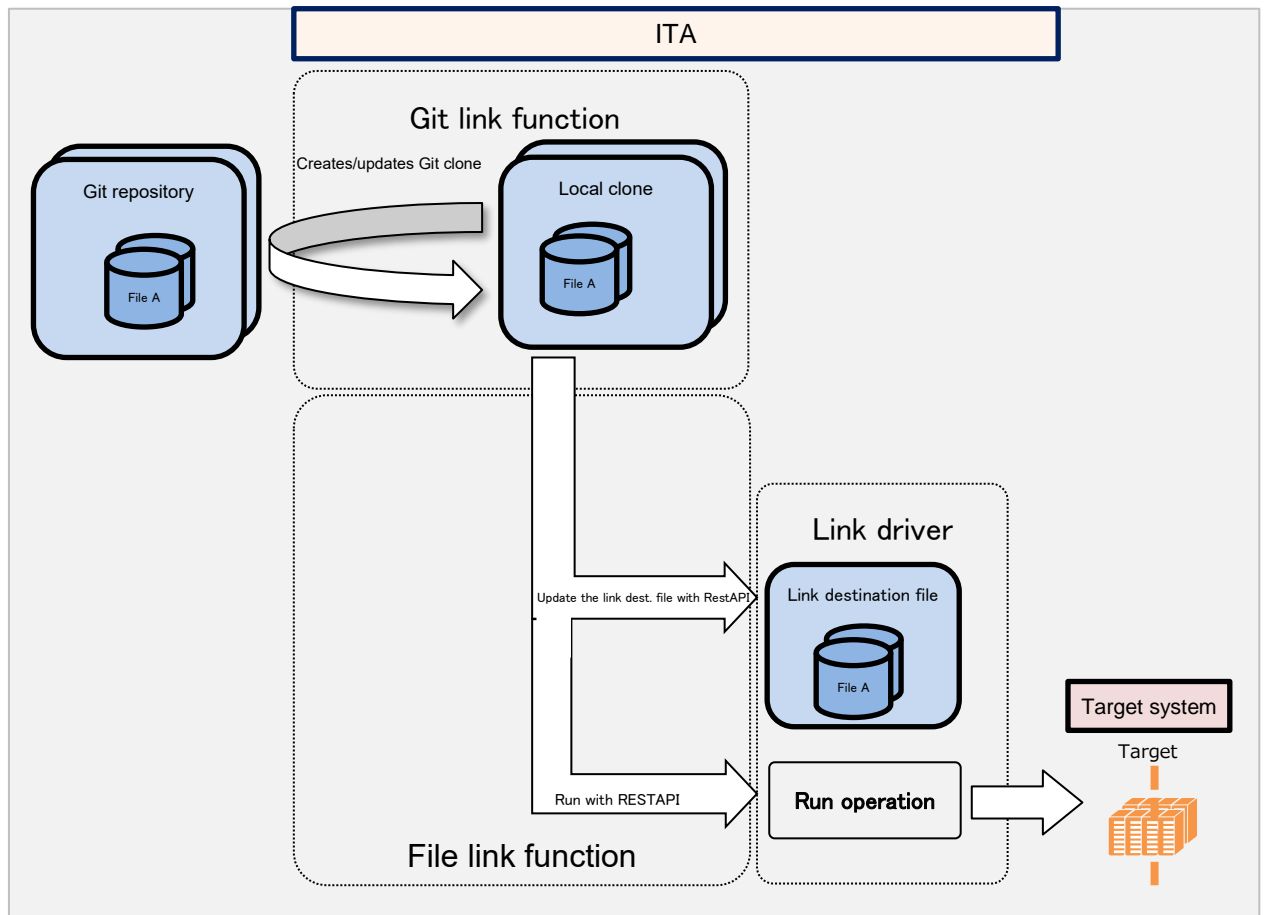 ITA
Git link function
Creates/updates Git clone
Git repository
File A
Local clone
File A
Link driver
Update the link dest. file with RestAPI
Link destination file
File A
Target system
Target
Run with RESTAPI
Run operation
File link function